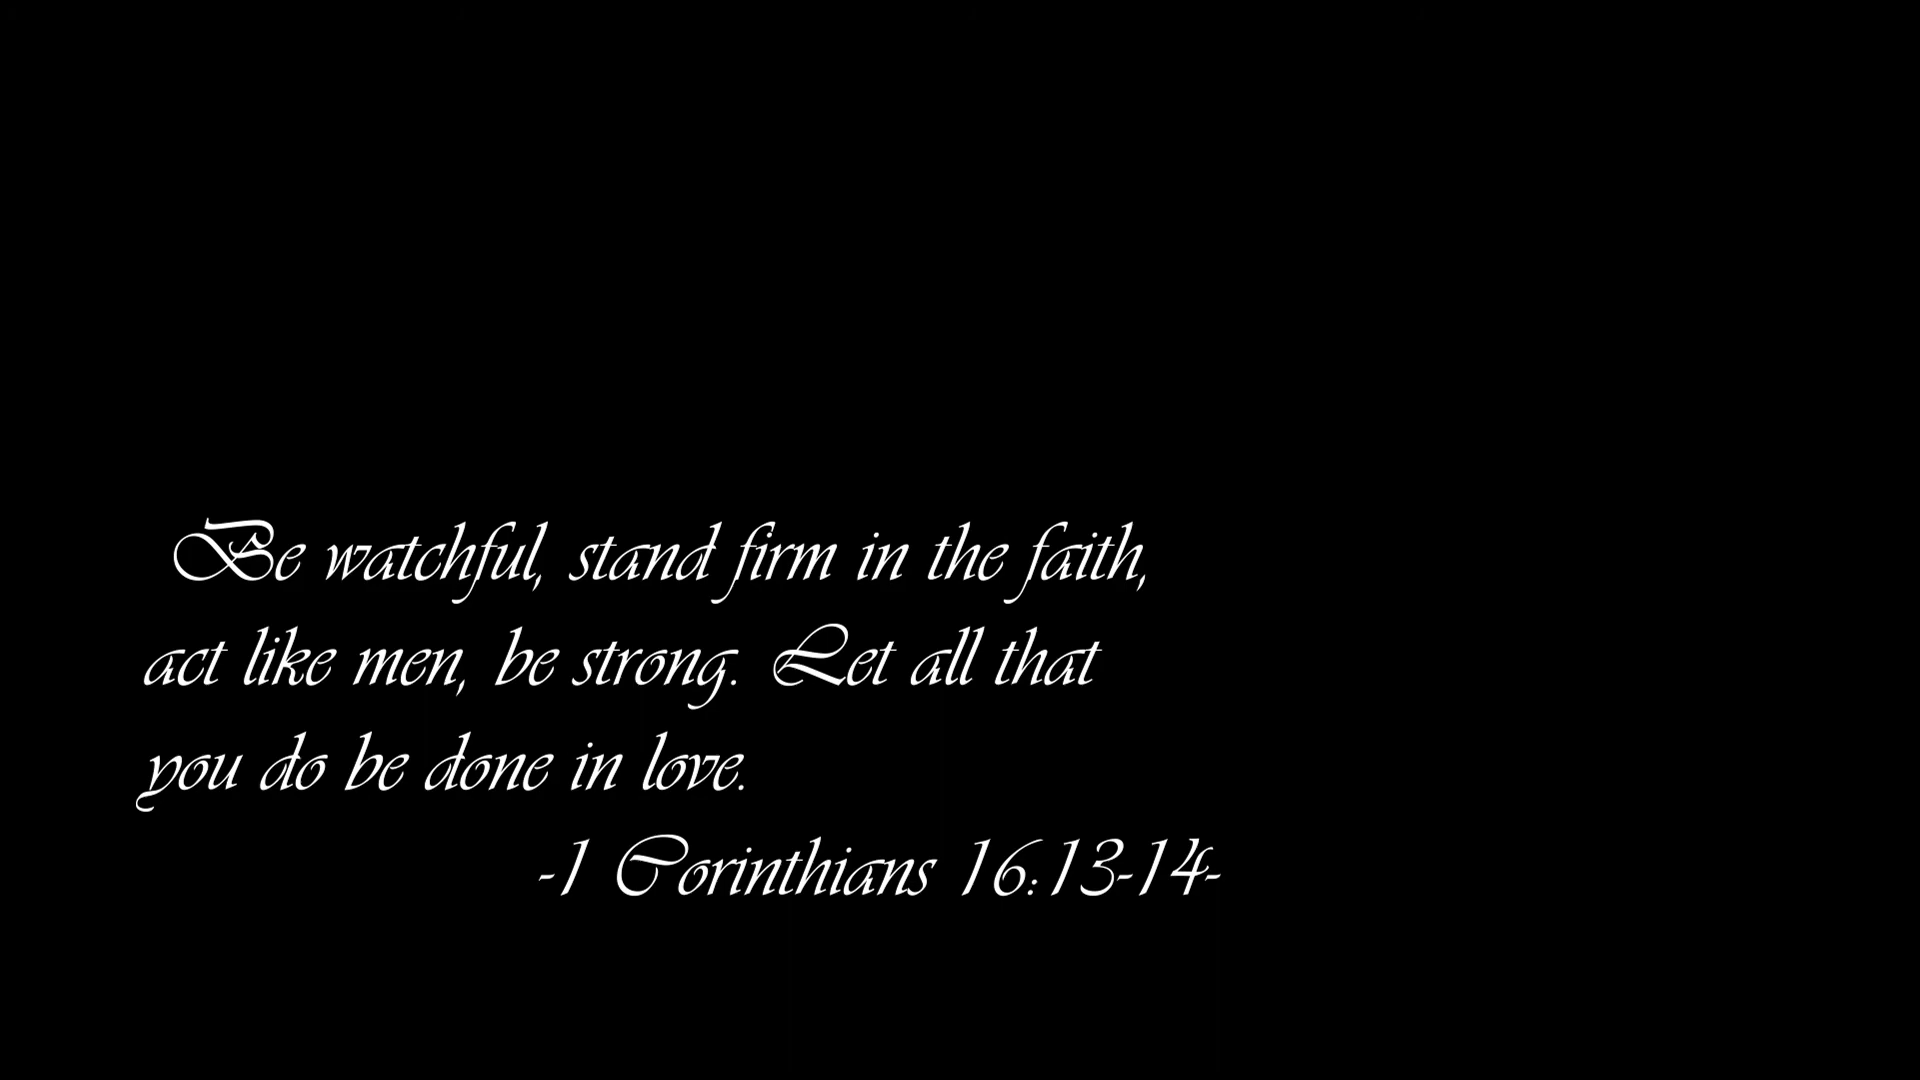 Be watchful, stand firm in the faith,
act like men, be strong. Let all that
you do be done in love.
-1 Corinthians 16:13-14-